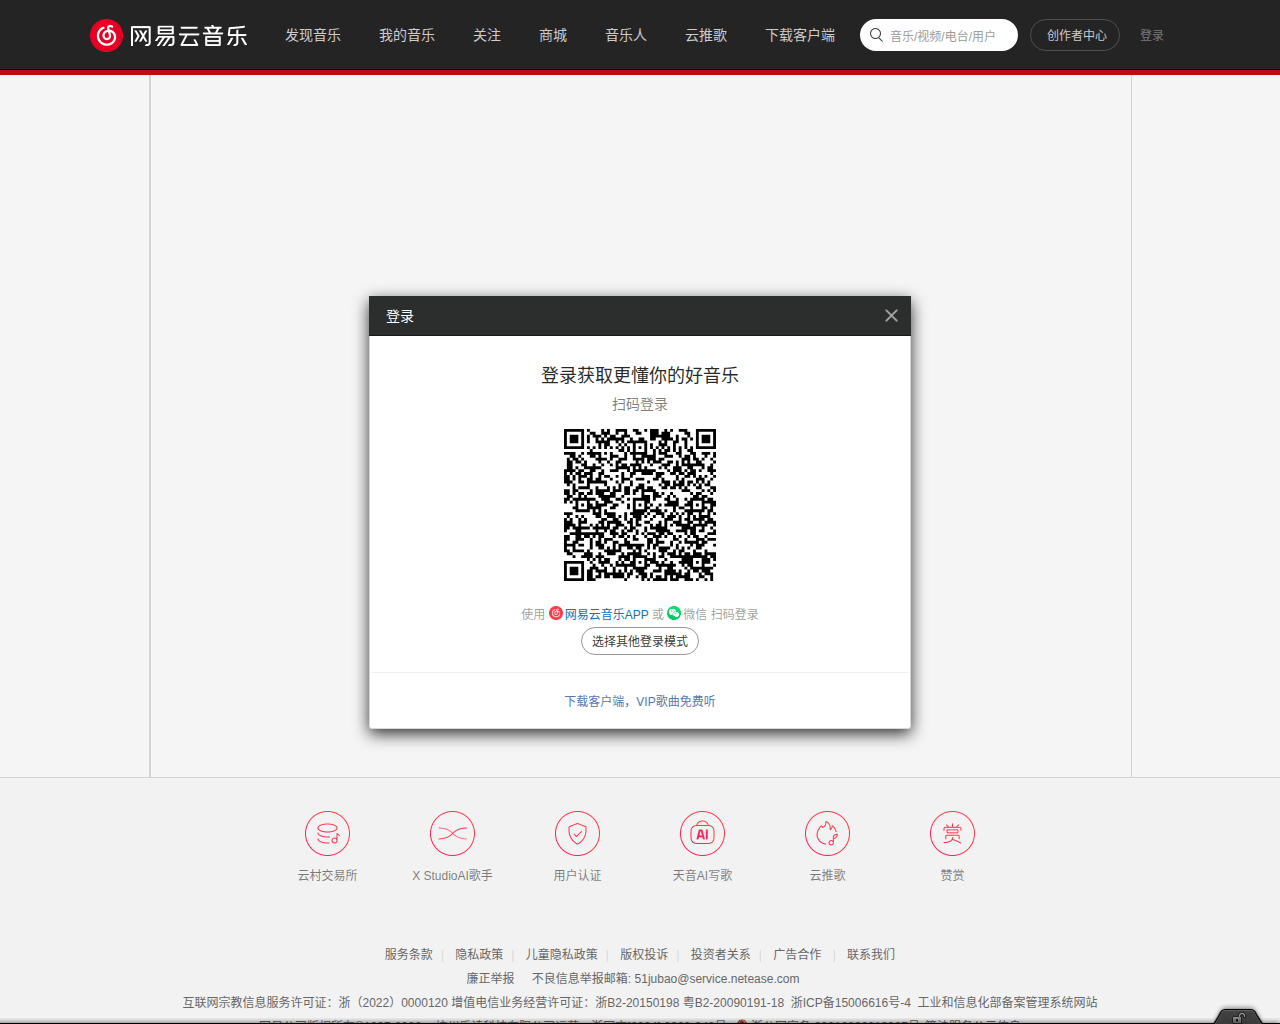 网易云音乐 发现音乐 我的音乐 关注 商城 音乐人 云推歌 下载客户端 音乐/视频/电台/用户 创作者中心 登录
登录
登录获取更懂你的好音乐
扫码登录
使用 网易云音乐APP 或 微信 扫码登录
选择其他登录模式
下载客户端，VIP歌曲免费听
云村交易所 X StudioAI歌手 用户认证 天音AI写歌 云推歌 赞赏
服务条款 | 隐私政策 | 儿童隐私政策 | 版权投诉 | 投资者关系 | 广告合作 | 联系我们
廉正举报 不良信息举报邮箱: 51jubao@service.netease.com
互联网宗教信息服务许可证：浙（2022）0000120 增值电信业务经营许可证：浙B2-20150198 粤B2-20090191-18 浙ICP备15006616号-4 工业和信息化部备案管理系统网站